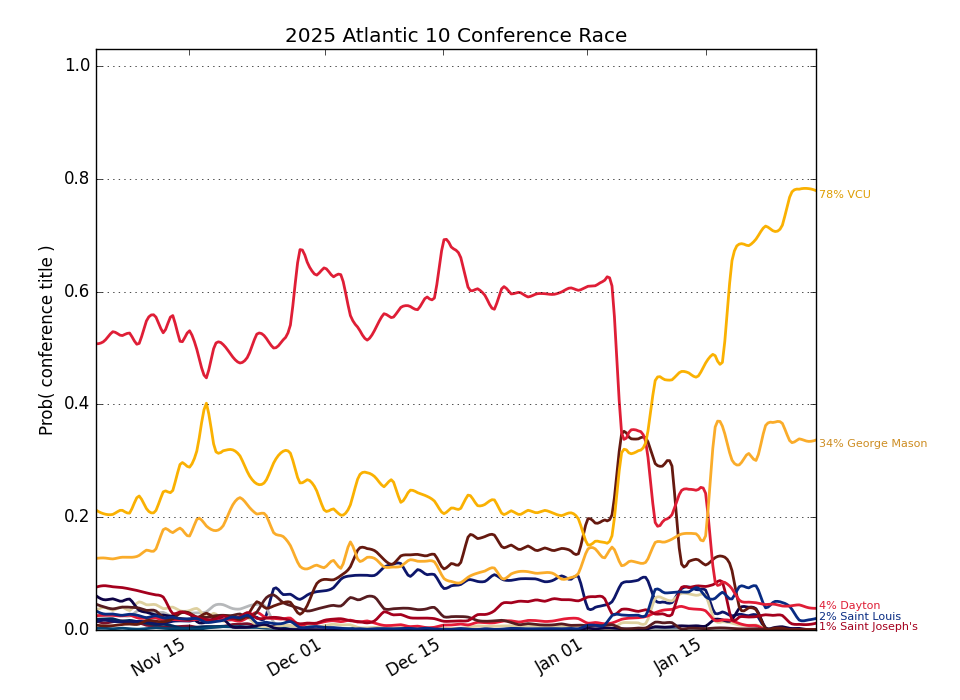 2025 Atlantic 10 Conference Race
Prob( conference title )
1.0
0.8
0.6
0.4
0.2
0.0
Nov 15
Dec 01
Dec 15
Jan 01
Jan 15
78% VCU
34% George Mason
4% Dayton
2% Saint Louis
1% Saint Joseph's